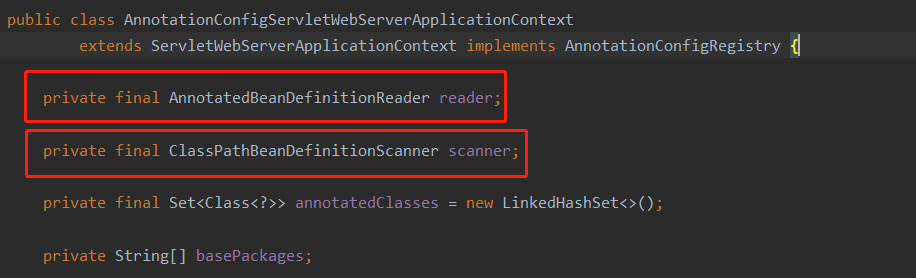 public class AnnotationConfigServletWebServerApplicationContext
extends ServletWebServerApplicationContext implements AnnotationConfigRegistry {
private final AnnotatedBeanDefinitionReader reader;
private final ClassPathBeanDefinitionScanner scanner;
private final Set<Class<?>> annotatedClasses = new LinkedHashSet<>();
private String[] basePackages;